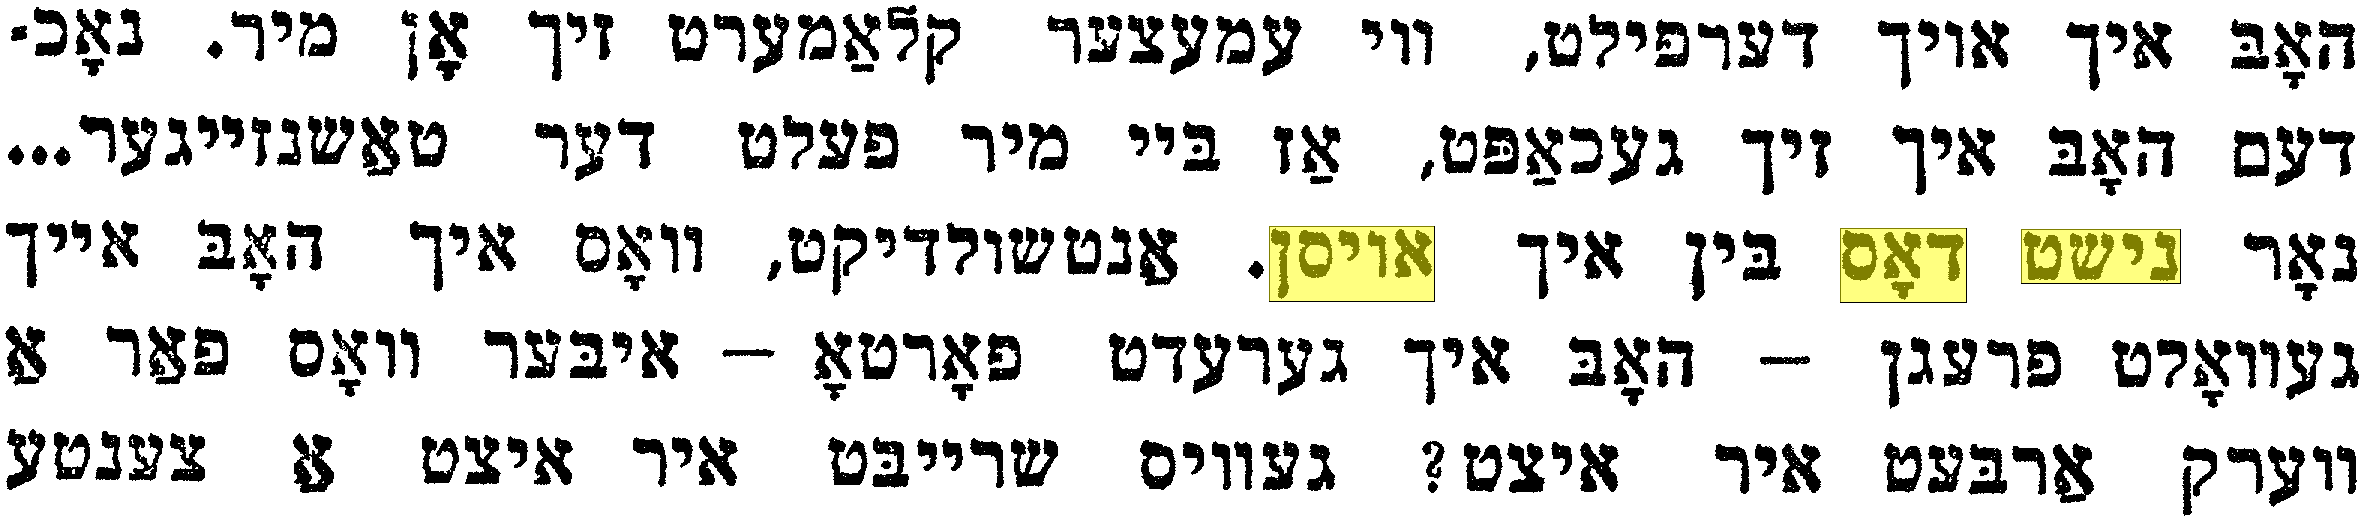 האָב איך אויך דערפילט, ווי עמעצער קלאַמערט זיך אָן מיר. נאָכ־
דעם האָב איך זיך געכאַפּט, אַז ביי מיר פעלט דער טאַשנזייגער...
נאָר נישט דאָס בין איך אויסן. אַנטשולדיקט, וואָס איך האָב אייך
געוואָלט פרעגן — האָב איך גערעדט פּאָרטאָ — איבער וואָס פאַר אַ
ווערק אַרבעט איר איצט? געוויס שרייבט איר איצט אַ צענטע